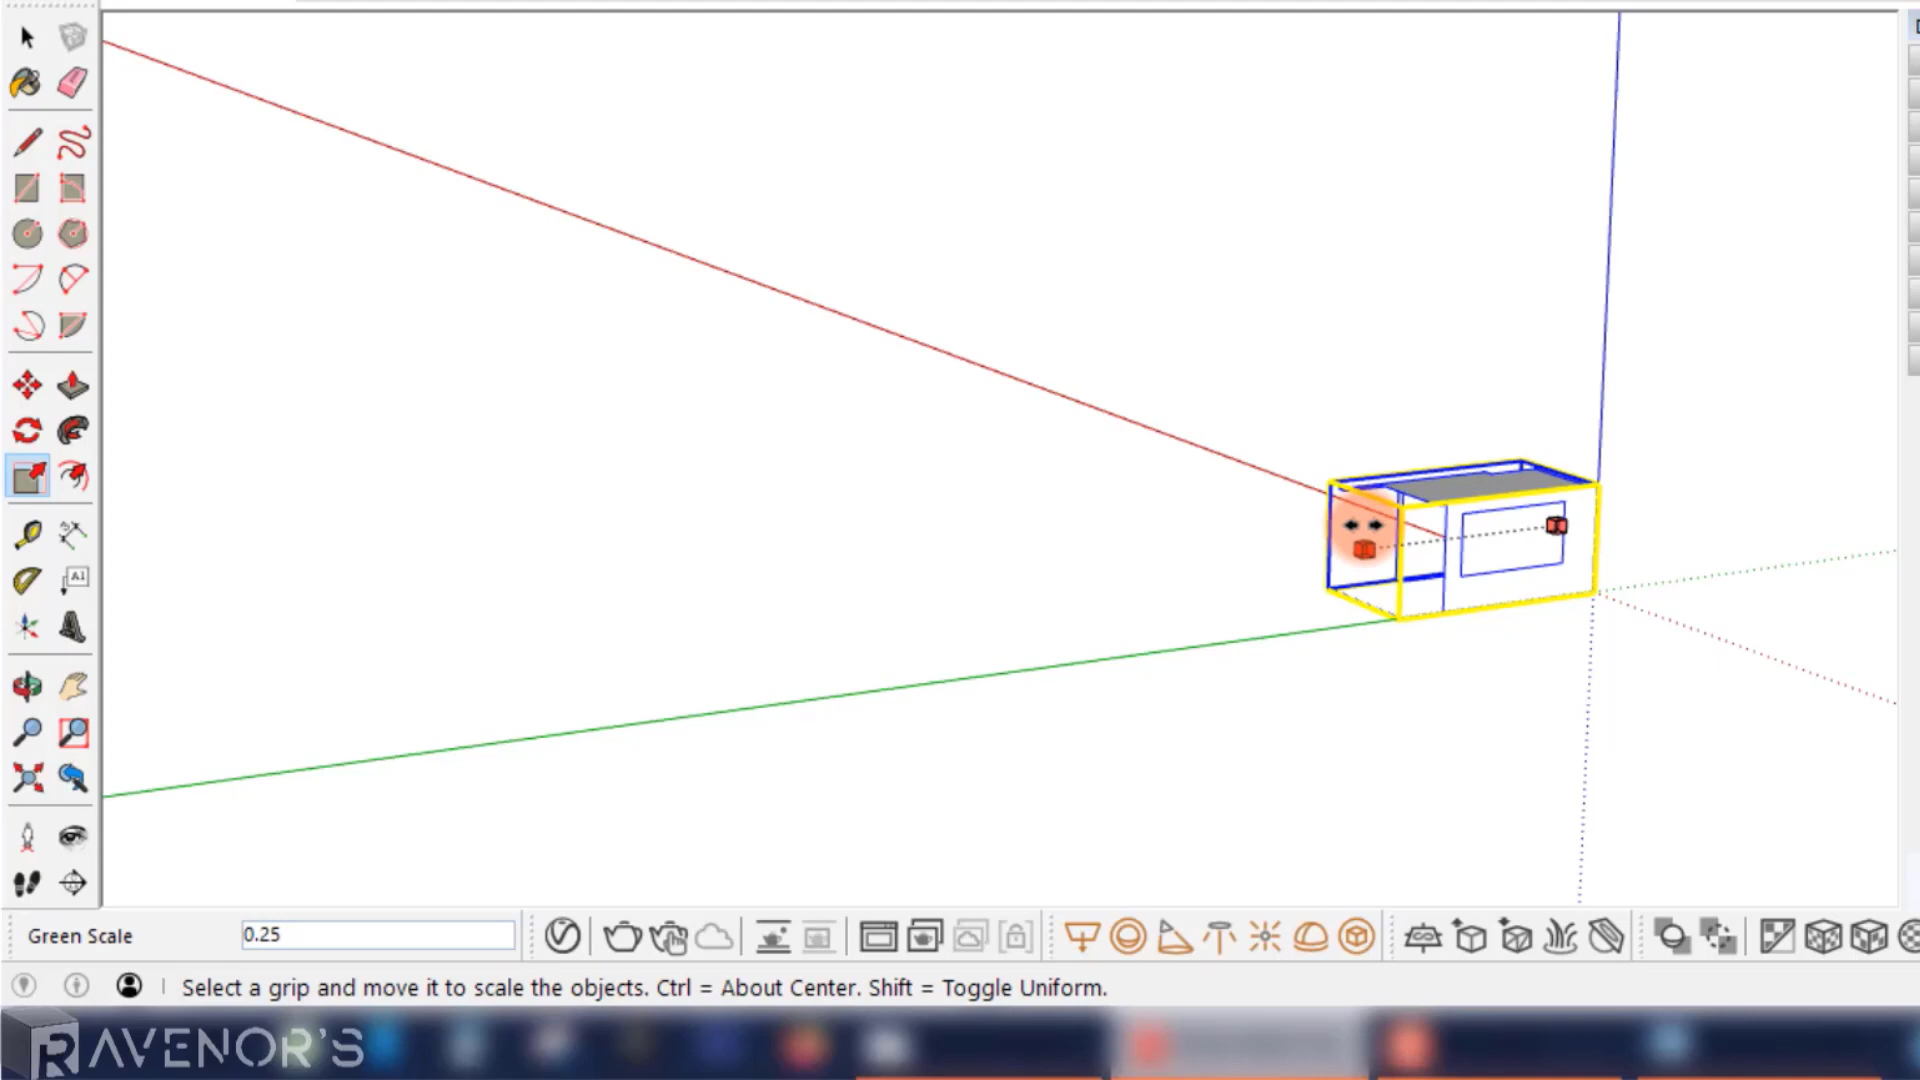 A1
Green Scale
0.25
Select a grip and move it to scale the objects. Ctrl = About Center. Shift = Toggle Uniform.
RAVENOR'S